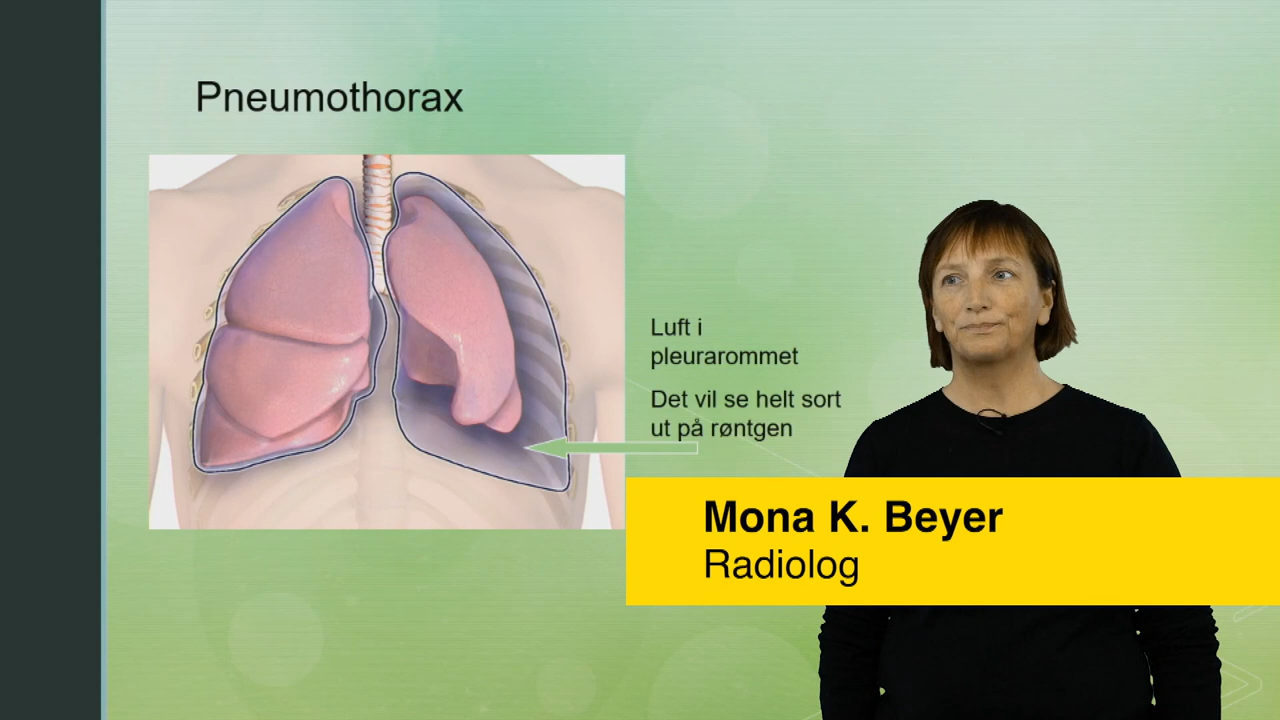 Pneumothorax
Luft i
pleurarommet
Det vil se helt sort
ut på røntgen
Mona K. Beyer
Radiolog